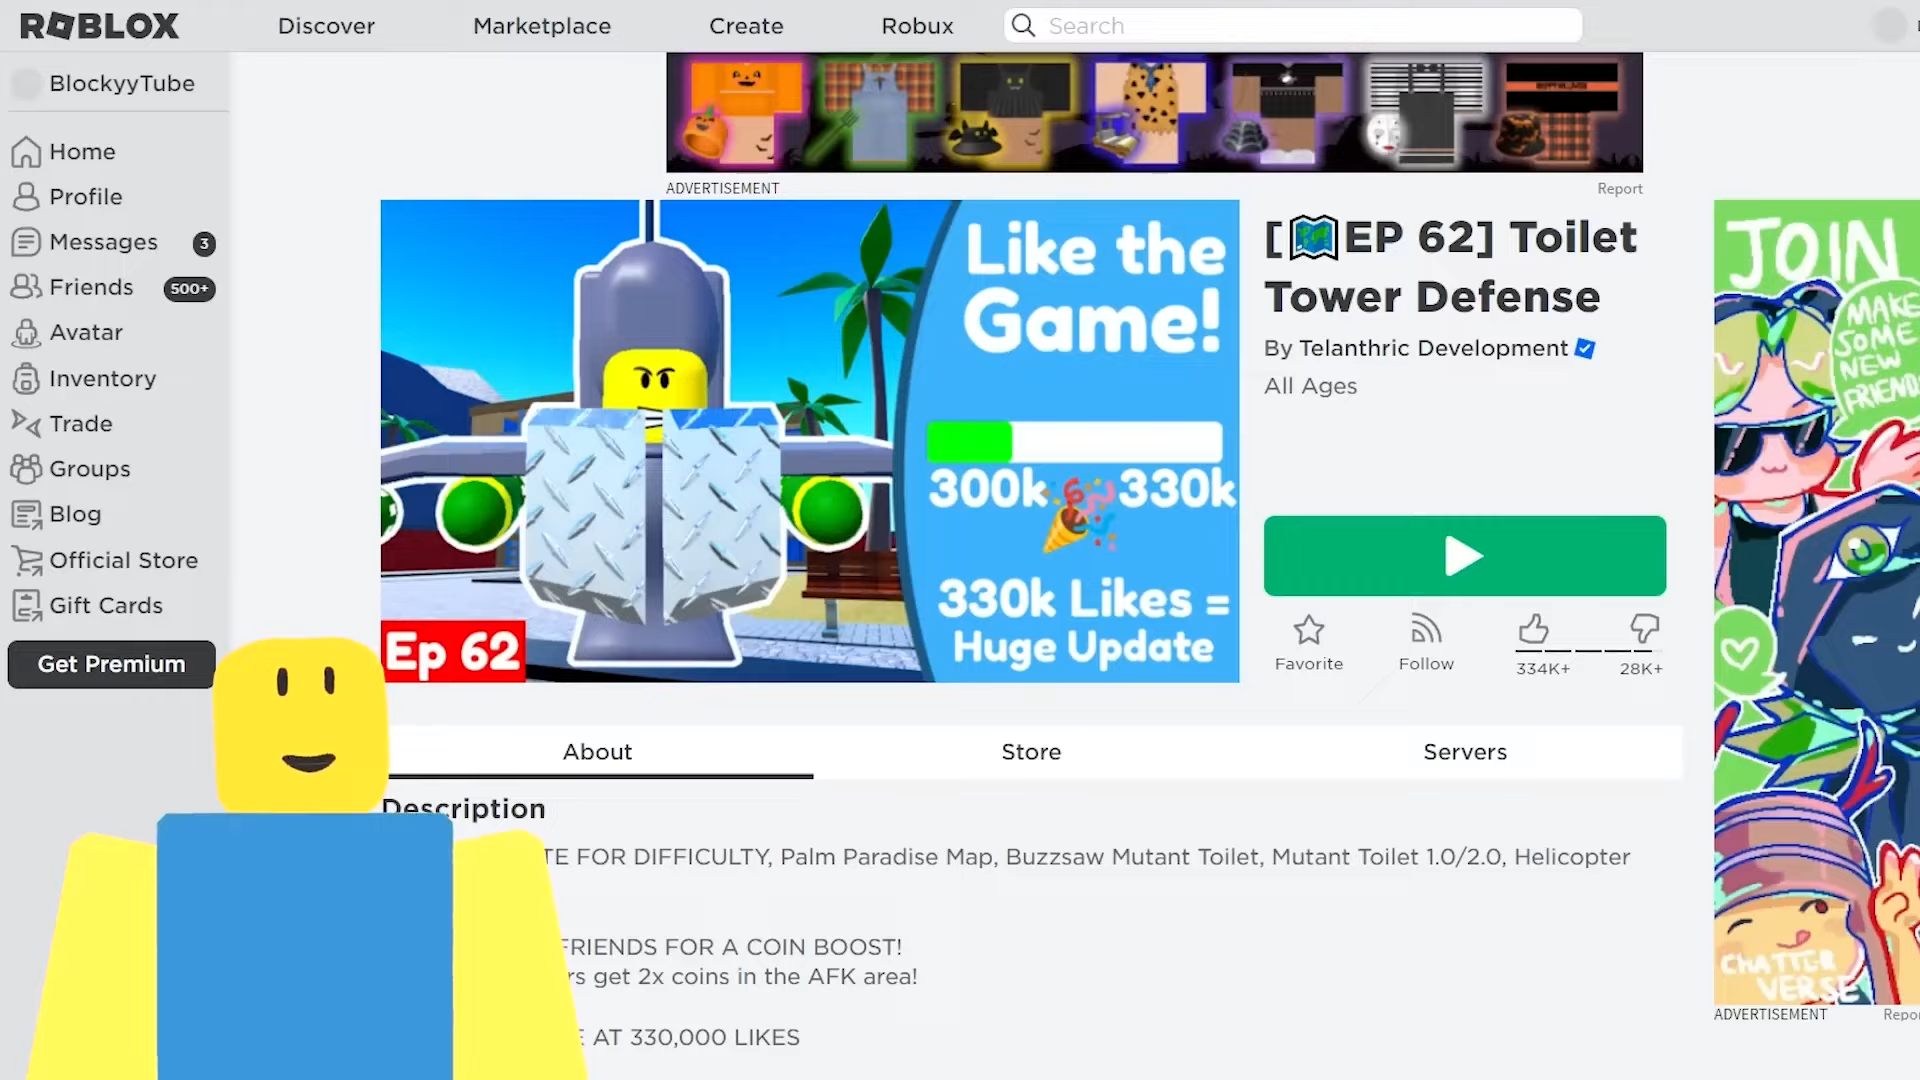 ROBLOX
Discover
Marketplace
Create
Robux
Search
BlockyyTube
Home
Profile
Messages
3
Friends
500+
Avatar
Inventory
Trade
Groups
Blog
Official Store
Gift Cards
Get Premium
ADVERTISEMENT
Report
Like the
Game!
300k
330k
330k Likes =
Huge Update
Ep 62
[EP 62] Toilet
Tower Defense
By Telanthric Development
All Ages
Favorite
Follow
334K+
28K+
About
Store
Servers
Description
TE FOR DIFFICULTY, Palm Paradise Map, Buzzsaw Mutant Toilet, Mutant Toilet 1.0/2.0, Helicopter
FRIENDS FOR A COIN BOOST!
rs get 2x coins in the AFK area!
E AT 330,000 LIKES
JOIN
MAKE
SOME
NEW
FRIENDS
CHATTER
VERSE
ADVERTISEMENT
Repor